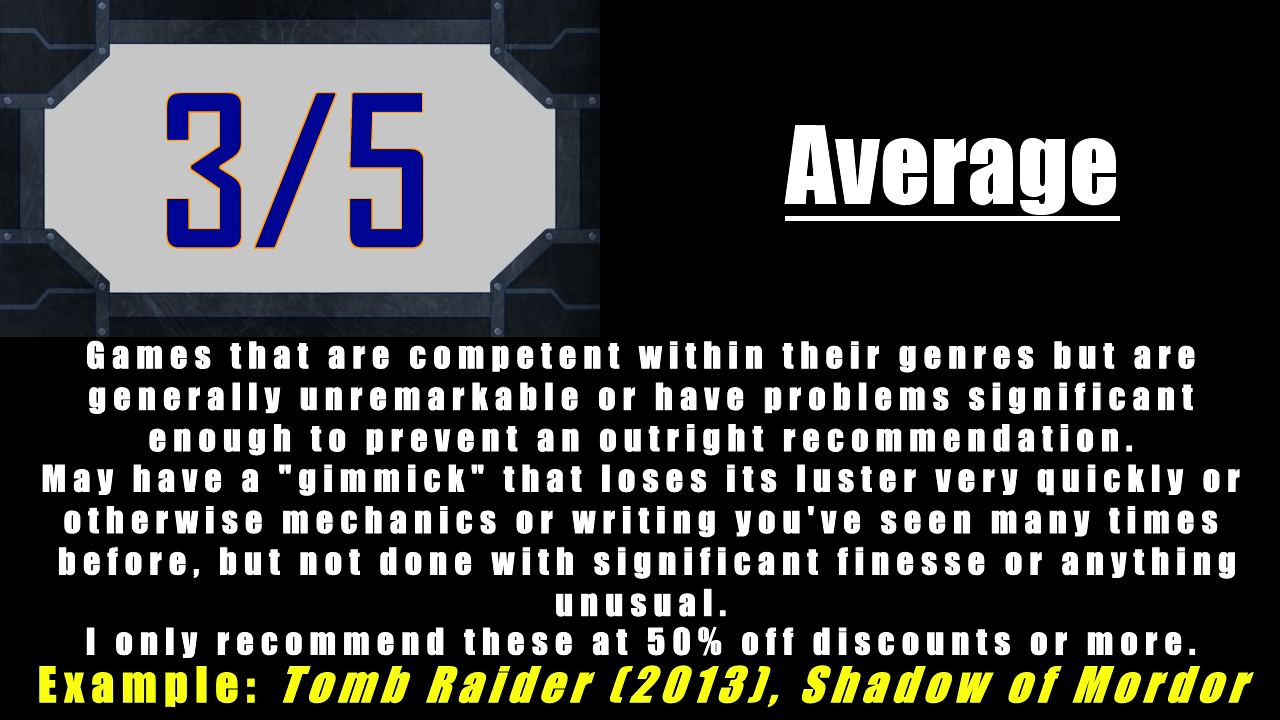 3/5
Average
Games that are competent within their genres but are
generally unremarkable or have problems significant
enough to prevent an outright recommendation.
May have a "gimmick" that loses its luster very quickly or
otherwise mechanics or writing you've seen many times
before, but not done with significant finesse or anything
unusual.
I only recommend these at 50% off discounts or more.
Example: Tomb Raider (2013), Shadow of Mordor